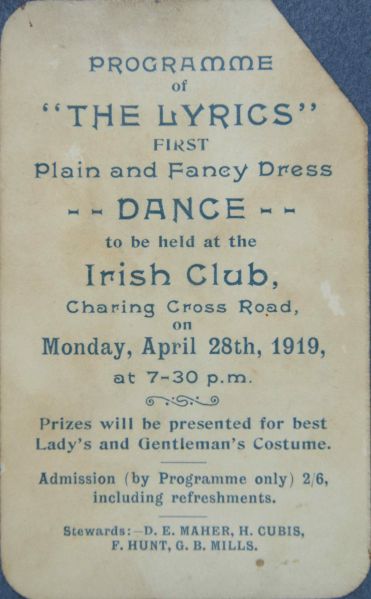 PROGRAMME
of
"THE LYRICS"
FIRST
Plain and Fancy Dress
-- DANCE --
to be held at the
Irish Club,
Charing Cross Road,
on
Monday, April 28th, 1919,
at 7-30 p.m.
Prizes will be presented for best
Lady's and Gentleman's Costume.
Admission (by Programme only) 2/6,
including refreshments.
Stewards:—D. E. MAHER, H. CUBIS,
F. HUNT, G. B. MILLS.